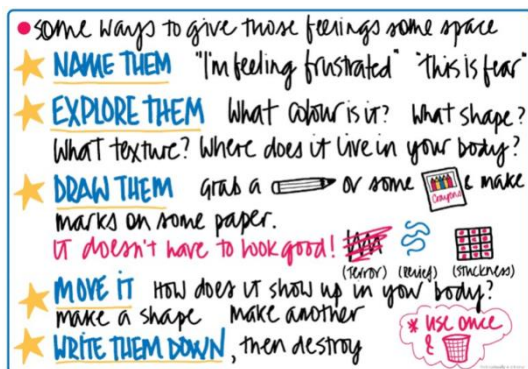 some ways to give those feelings some space
NAME THEM "I'm feeling frustrated" "this is fear"
EXPLORE THEM What colour is it? What shape?
What texture? Where does it live in your body?
DRAW THEM grab a or some Crayons & make
marks on some paper.
IT doesn't have to look good!
(terror) (relief) (stuckness)
MOVE IT How does it show up in your body?
make a shape make another
WRITE THEM DOWN, then destroy
* use once
&